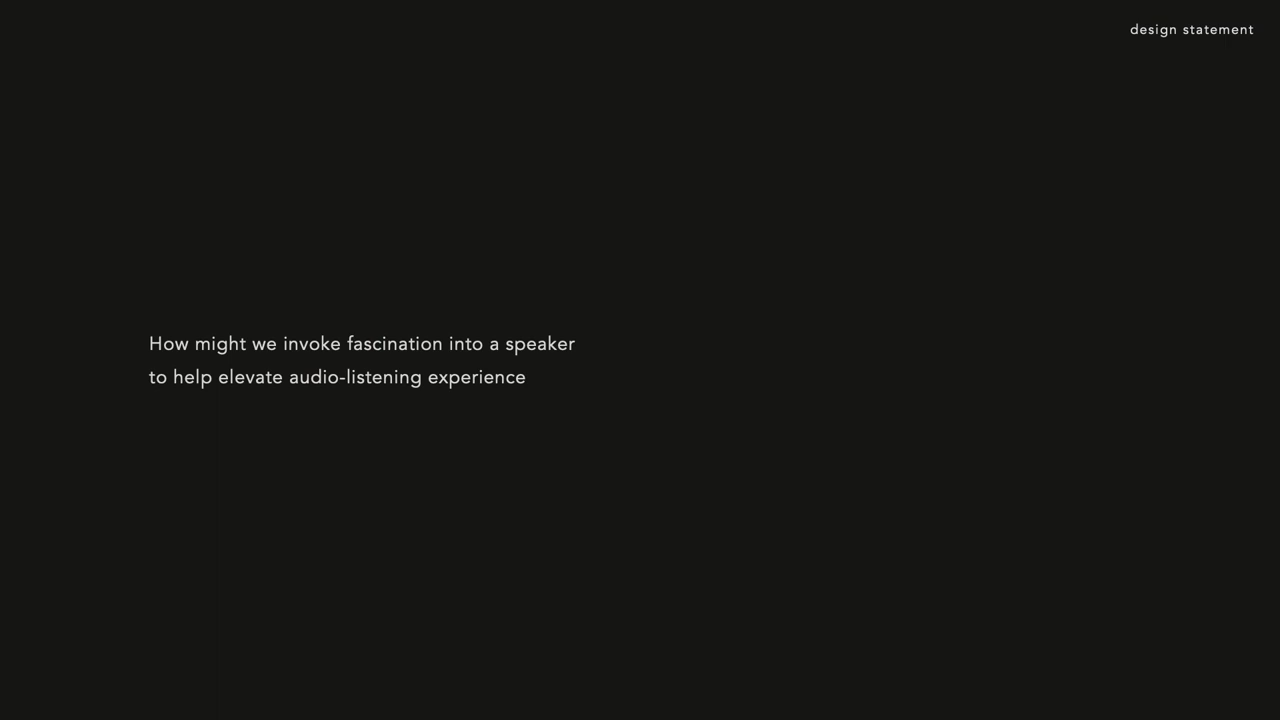 design statement
How might we invoke fascination into a speaker
to help elevate audio-listening experience